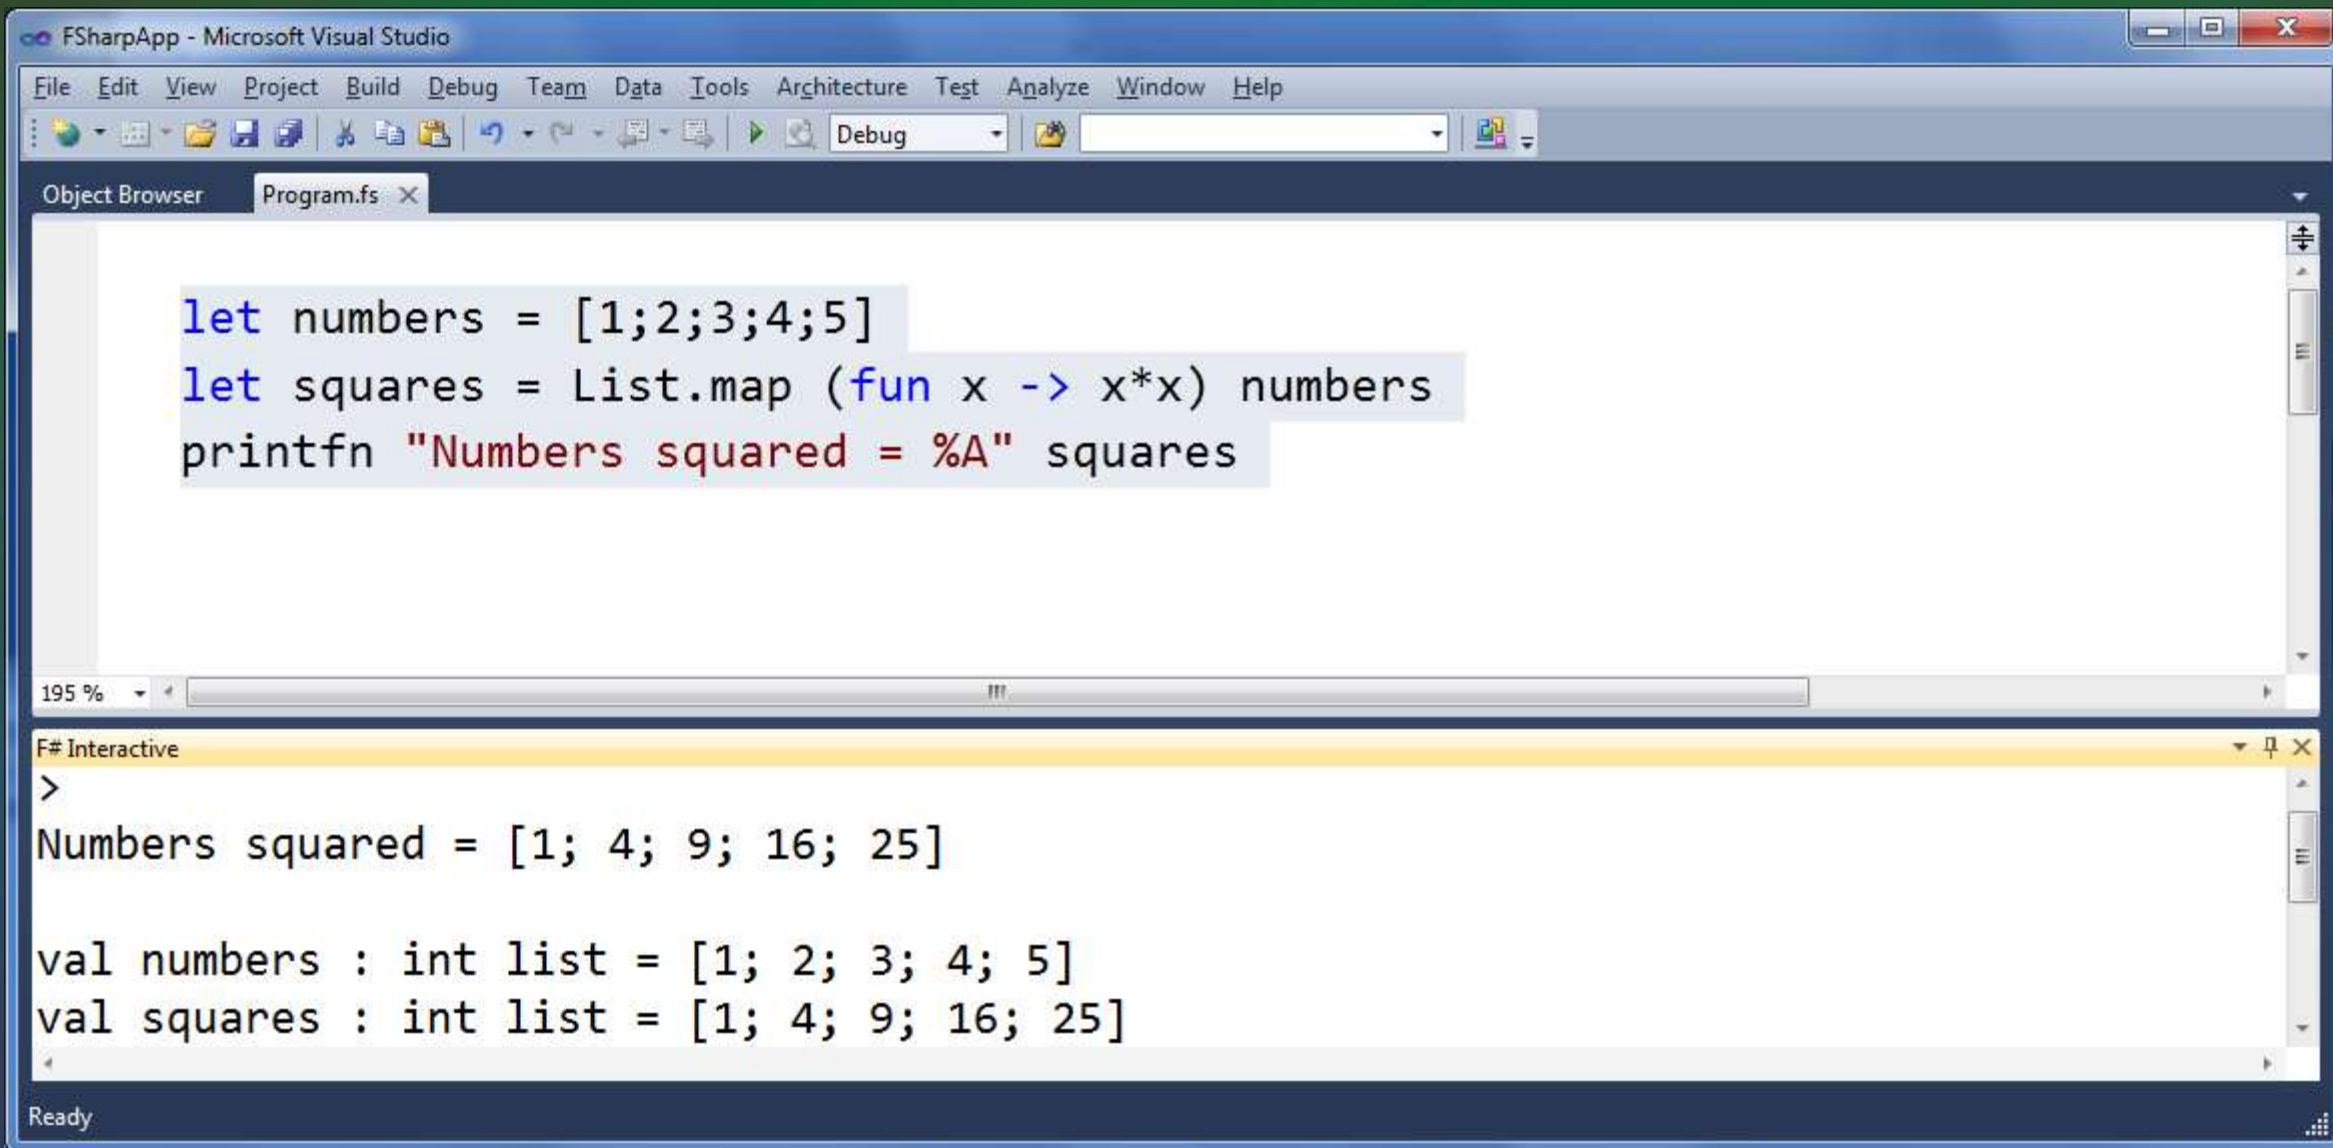 FSharpApp - Microsoft Visual Studio
File Edit View Project Build Debug Team Data Tools Architecture Test Analyze Window Help
Debug
Object Browser Program.fs
let numbers = [1;2;3;4;5]
let squares = List.map (fun x -> x*x) numbers
printfn "Numbers squared = %A" squares
195 %
F# Interactive
>
Numbers squared = [1; 4; 9; 16; 25]
val numbers : int list = [1; 2; 3; 4; 5]
val squares : int list = [1; 4; 9; 16; 25]
Ready